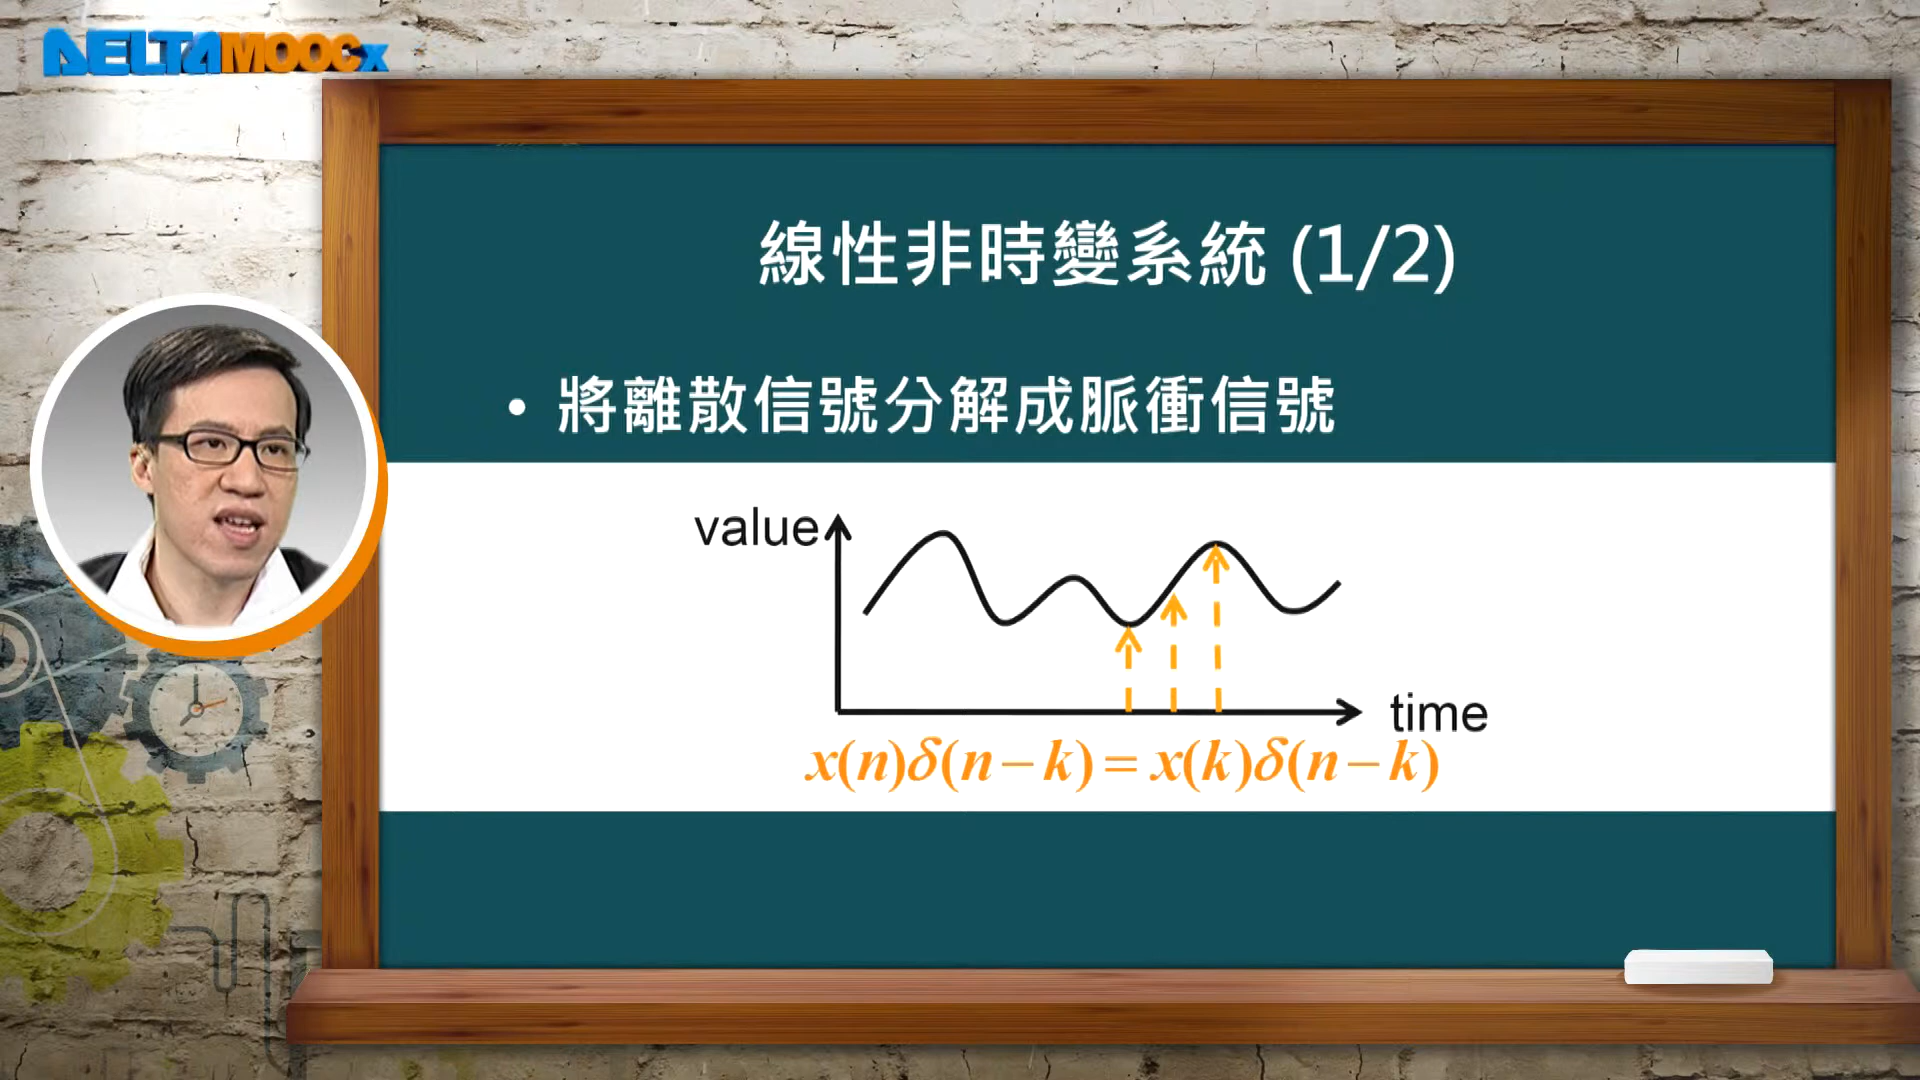 DELTAMOOCx
線性非時變系統 (1/2)
• 將離散信號分解成脈衝信號
value
time
x(n)δ(n−k)=x(k)δ(n−k)